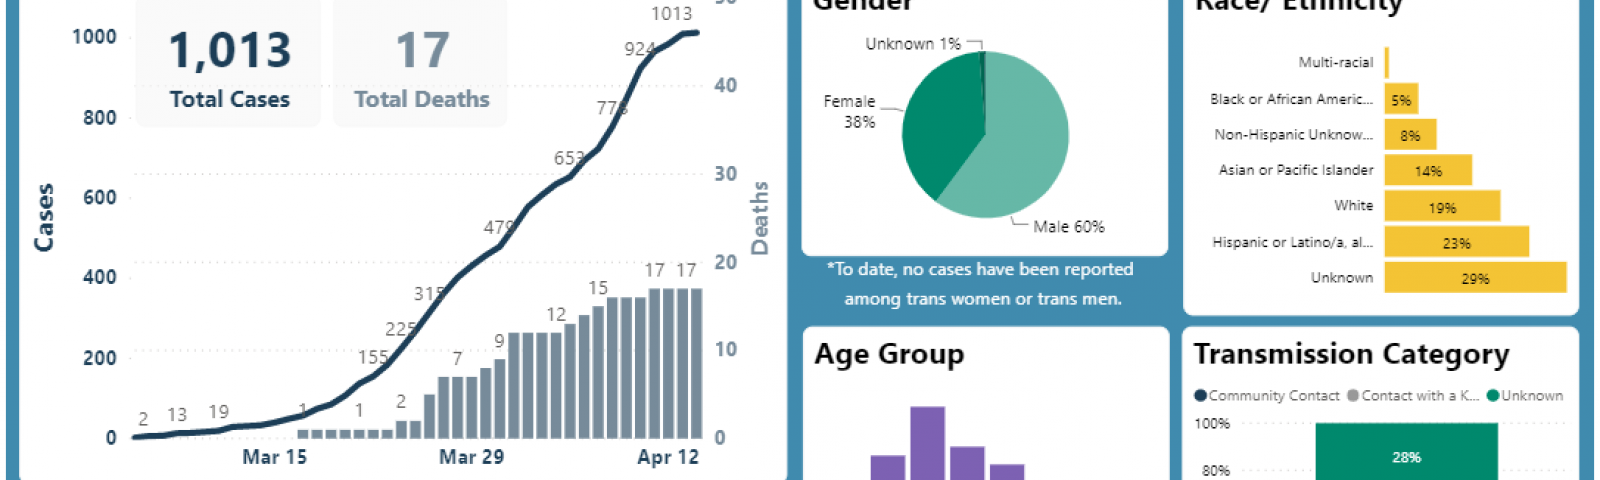 Gender
Race/ Ethnicity
1,013
Total Cases
17
Total Deaths
Cases
1000
800
600
400
200
0
2
13
19
155
225
315
479
653
924
1013
1
1
2
7
9
12
15
17
17
Deaths
40
30
20
10
0
Mar 15
Mar 29
Apr 12
Unknown 1%
Female
38%
Male 60%
*To date, no cases have been reported
among trans women or trans men.
Multi-racial
Black or African Americ...
5%
Non-Hispanic Unknow...
8%
Asian or Pacific Islander
14%
White
19%
Hispanic or Latino/a, al...
23%
Unknown
29%
Age Group
Transmission Category
Community Contact
Contact with a K...
Unknown
100%
80%
28%